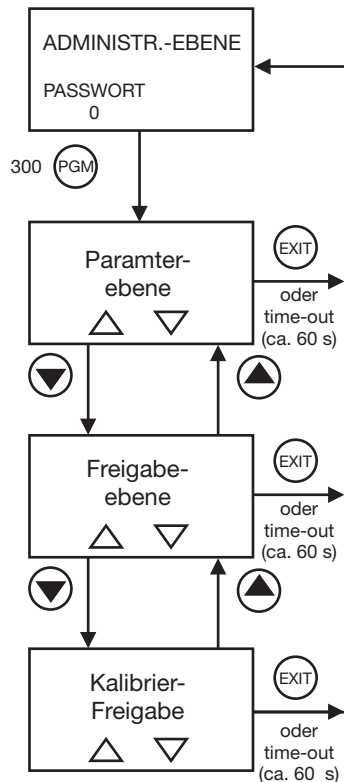 ADMINISTR.-EBENE
PASSWORT
0
300 PGM
Paramter-
ebene
EXIT
oder
time-out
(ca. 60 s)
Freigabe-
ebene
EXIT
oder
time-out
(ca. 60 s)
Kalibrier-
Freigabe
EXIT
oder
time-out
(ca. 60 s)